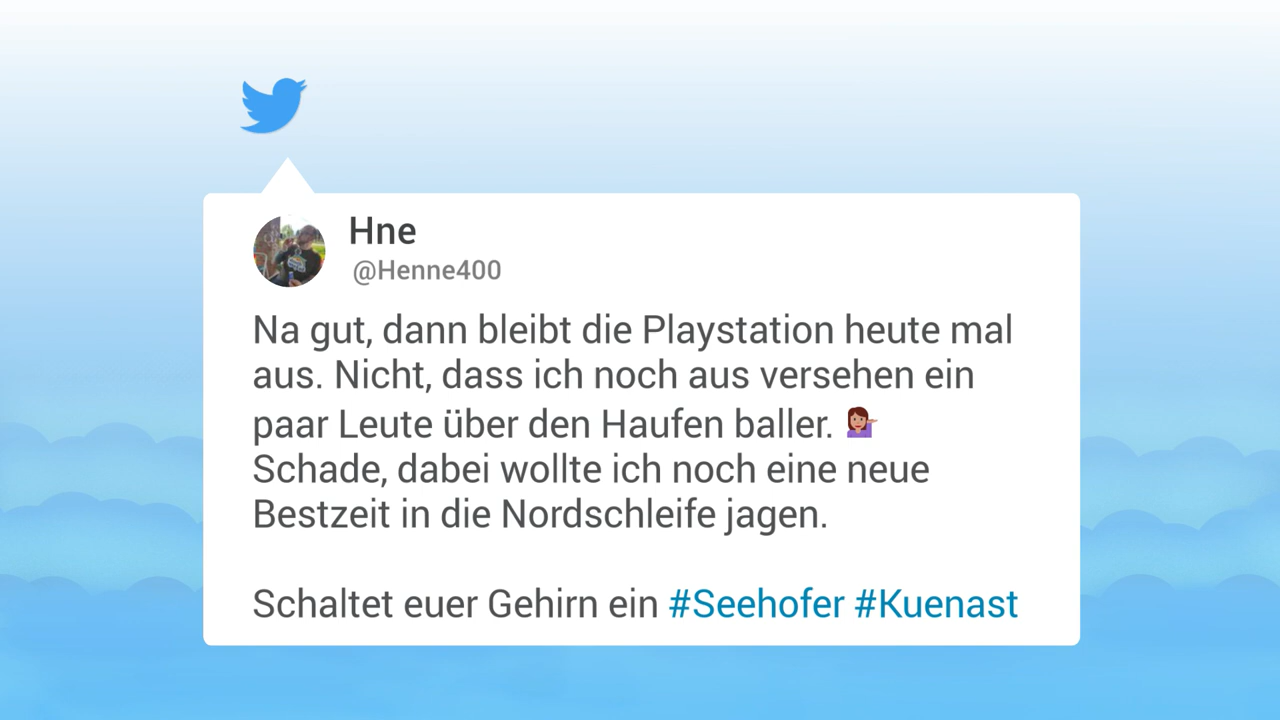 Hne
@Henne400
Na gut, dann bleibt die Playstation heute mal
aus. Nicht, dass ich noch aus versehen ein
paar Leute über den Haufen baller. 💁🏽‍♀️
Schade, dabei wollte ich noch eine neue
Bestzeit in die Nordschleife jagen.
Schaltet euer Gehirn ein #Seehofer #Kuenast